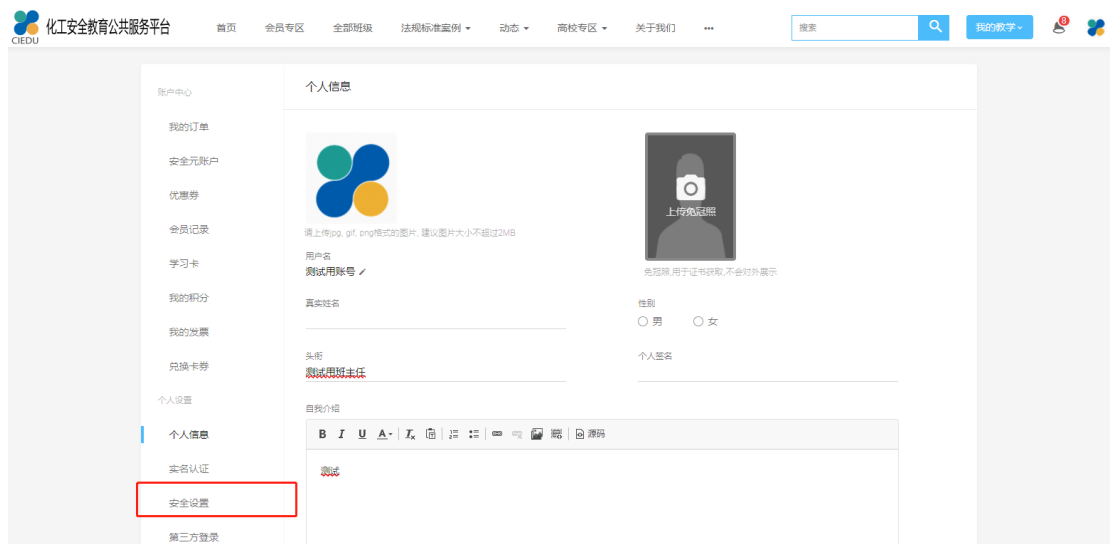 化工安全教育公共服务平台
CIEDU
首页 会员专区 全部班级 法规标准案例 动态 高校专区 关于我们 ••• 搜索 我的教学 8
账户中心
我的订单
安全元账户
优惠券
会员记录
学习卡
我的积分
我的发票
兑换卡券
个人设置
个人信息
实名认证
安全设置
第三方登录
个人信息
上传免冠照
请上传jpg, gif, png格式的图片, 建议图片大小不超过2MB
免冠照,用于证书获取,不会对外展示
用户名
测试用账号
真实姓名
性别
男 女
头衔
测试用班主任
个人签名
自我介绍
B I U A Ix 源码
测试